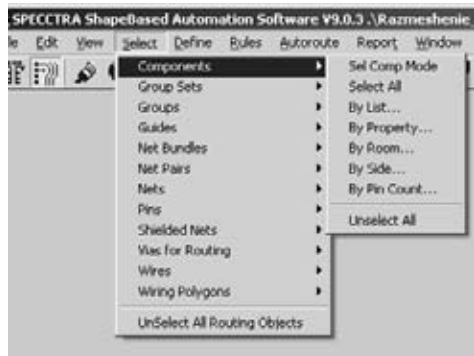 SPECCTRA ShapeBased Automation Software V9.0.3 .\Razmeshenie
Edit View Select Define Rules Autoroute Report Window
Components
Group Sets
Groups
Guides
Net Bundles
Net Pairs
Nets
Pins
Shielded Nets
Vias for Routing
Wires
Wiring Polygons
UnSelect All Routing Objects
Sel Comp Mode
Select All
By List...
By Property...
By Room...
By Side...
By Pin Count...
Unselect All